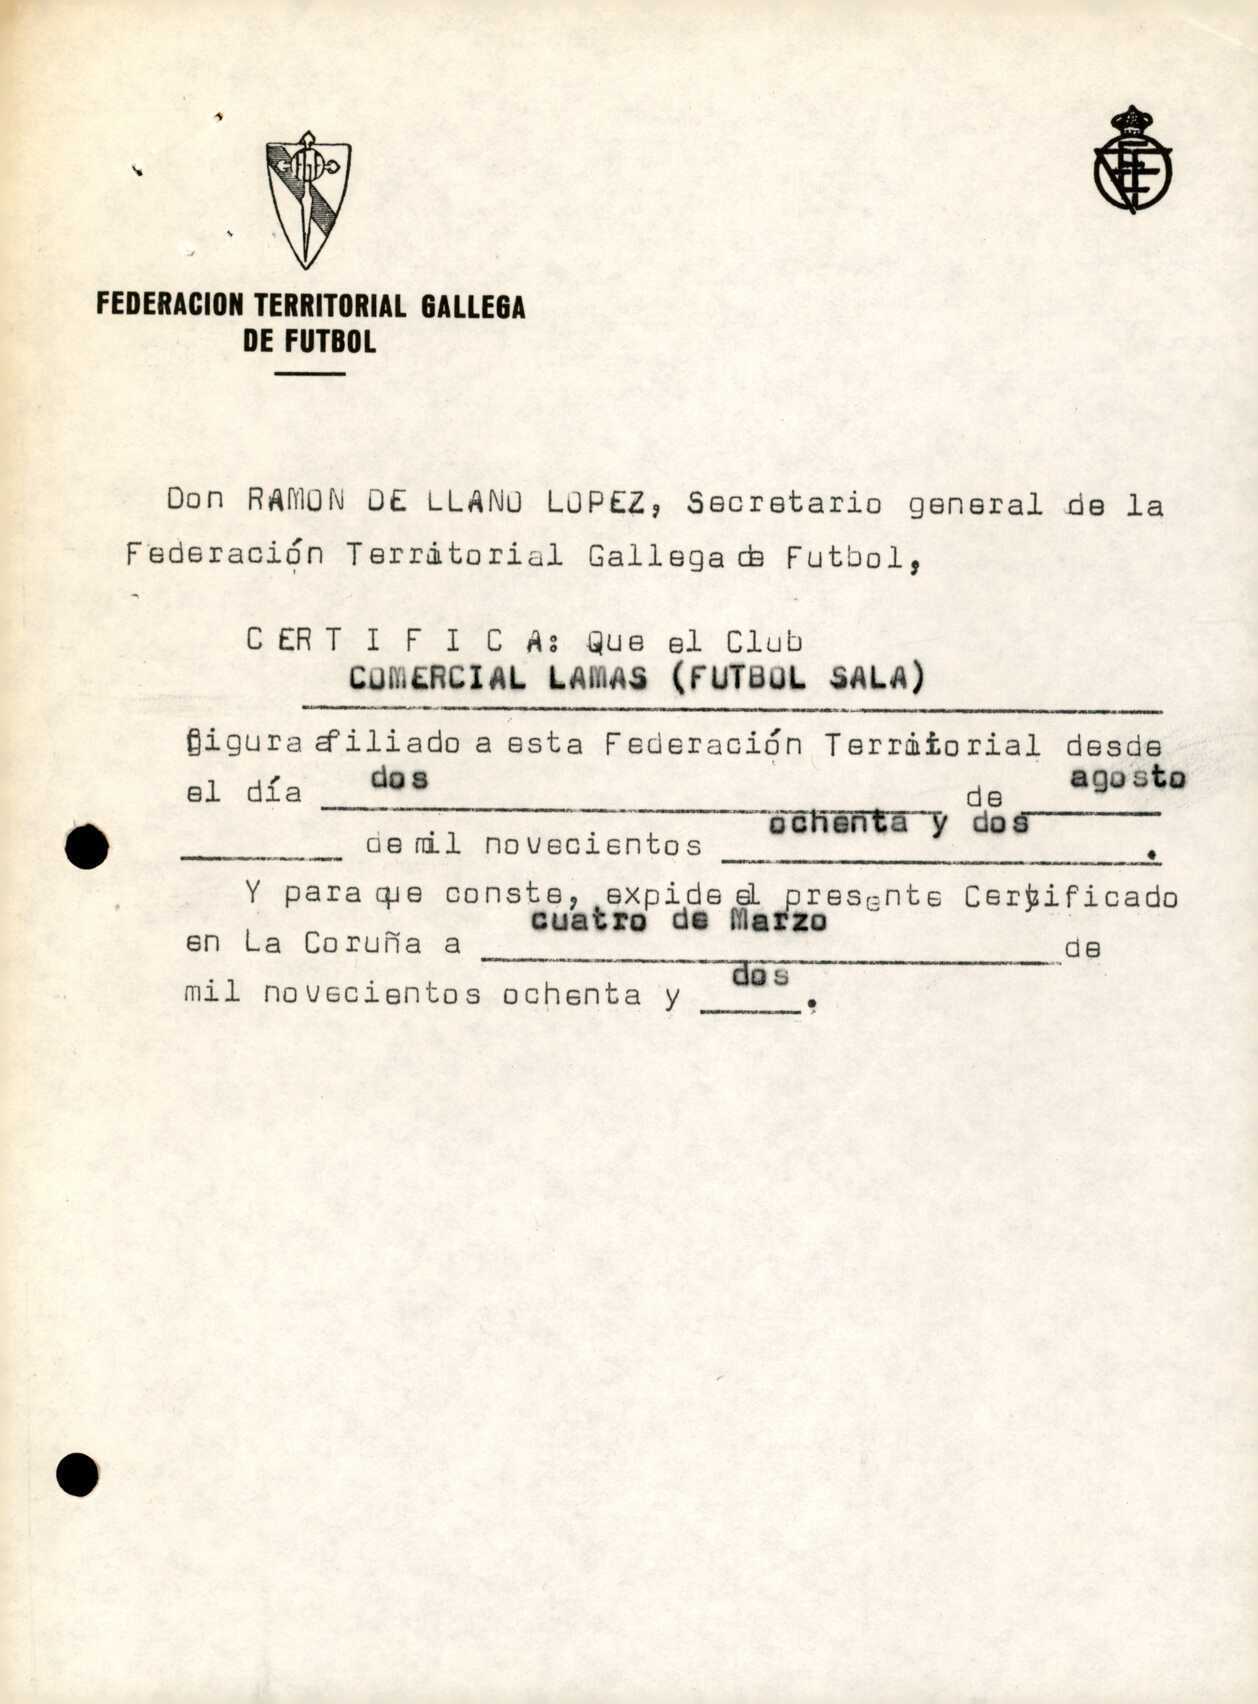 FEDERACION TERRITORIAL GALLEGA
DE FUTBOL
Don RAMON DE LLANO LOPEZ, Secretario general de la
Federación Territorial Gallega de Futbol,
C E R T I F I C A: Que el Club
COMERCIAL LAMAS (FUTBOL SALA)
figura afiliado a esta Federación Territorial desde
el día dos de agosto
de mil novecientos ochenta y dos.
Y para que conste, expide el presente Certificado
en La Coruña a cuatro de Marzo de
mil novecientos ochenta y dos.